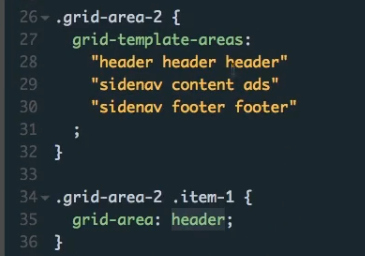 26 .grid-area-2 {
27 grid-template-areas:
28 "header header header"
29 "sidenav content ads"
30 "sidenav footer footer"
31 ;
32 }
33
34 .grid-area-2 .item-1 {
35 grid-area: header;
36 }